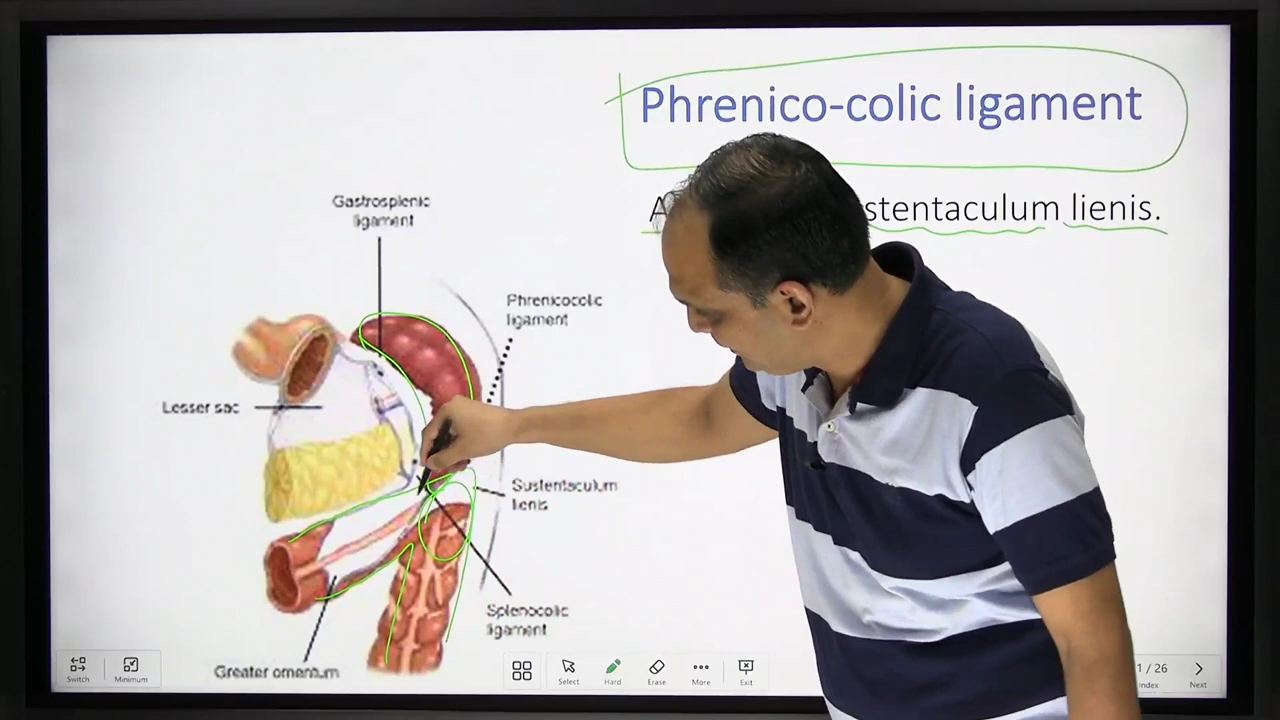 Phrenico-colic ligament
stentaculum lienis.
Gastrosplenic
ligament
Phrenicocolic
ligament
Lesser sac
Sustentaculum
lienis
Splenocolic
ligament
Greater omentum
Switch
Minimum
Select
Hard
Erase
More
Exit
1 / 26
Index
Next